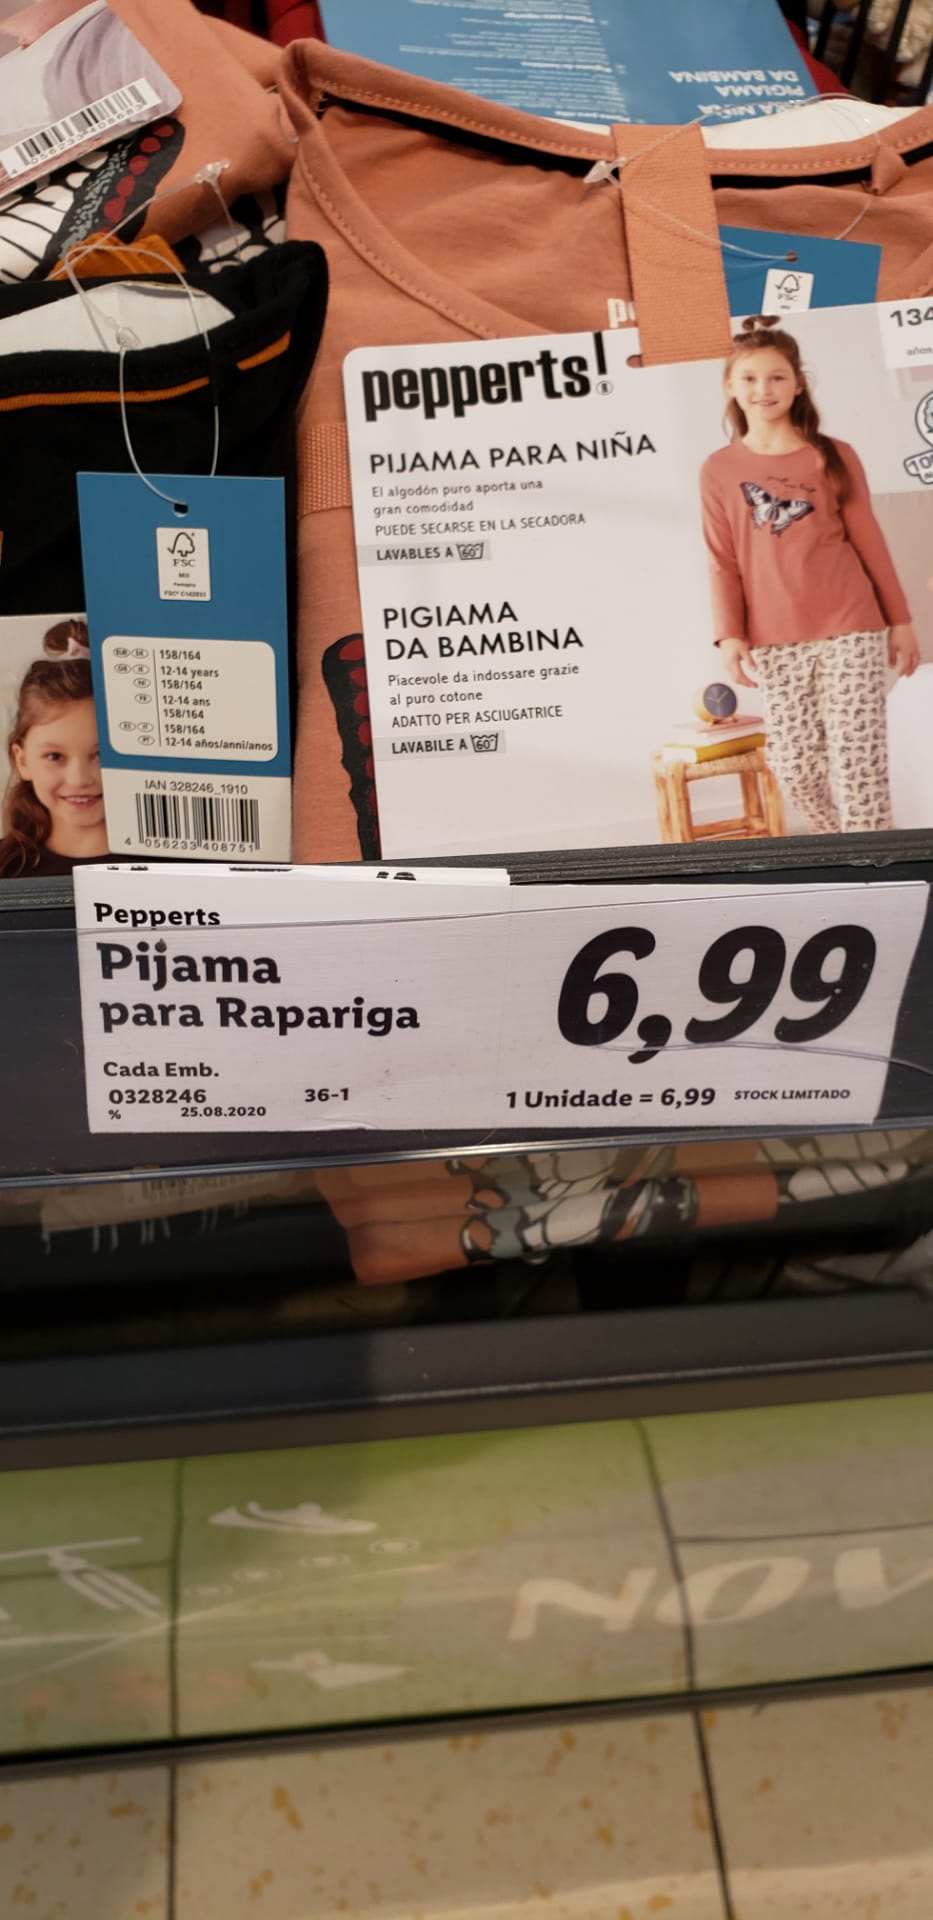 PIGIAMA
DA BAMBINA
pepperts!
PIJAMA PARA NIÑA
El algodón puro aporta una
gran comodidad
PUEDE SECARSE EN LA SECADORA
LAVABLES A 60°
PIGIAMA
DA BAMBINA
Piacevole da indossare grazie
al puro cotone
ADATTO PER ASCIUGATRICE
LAVABILE A 60°
134
años
FSC
FSC
MIX
Packaging
FSC® C142933
158/164
12-14 years
158/164
12-14 ans
158/164
158/164
12-14 años/anni/anos
IAN 328246_1910
4 056233 408751
Pepperts
Pijama
para Rapariga
6,99
Cada Emb.
0328246 36-1
% 25.08.2020
1 Unidade = 6,99 STOCK LIMITADO